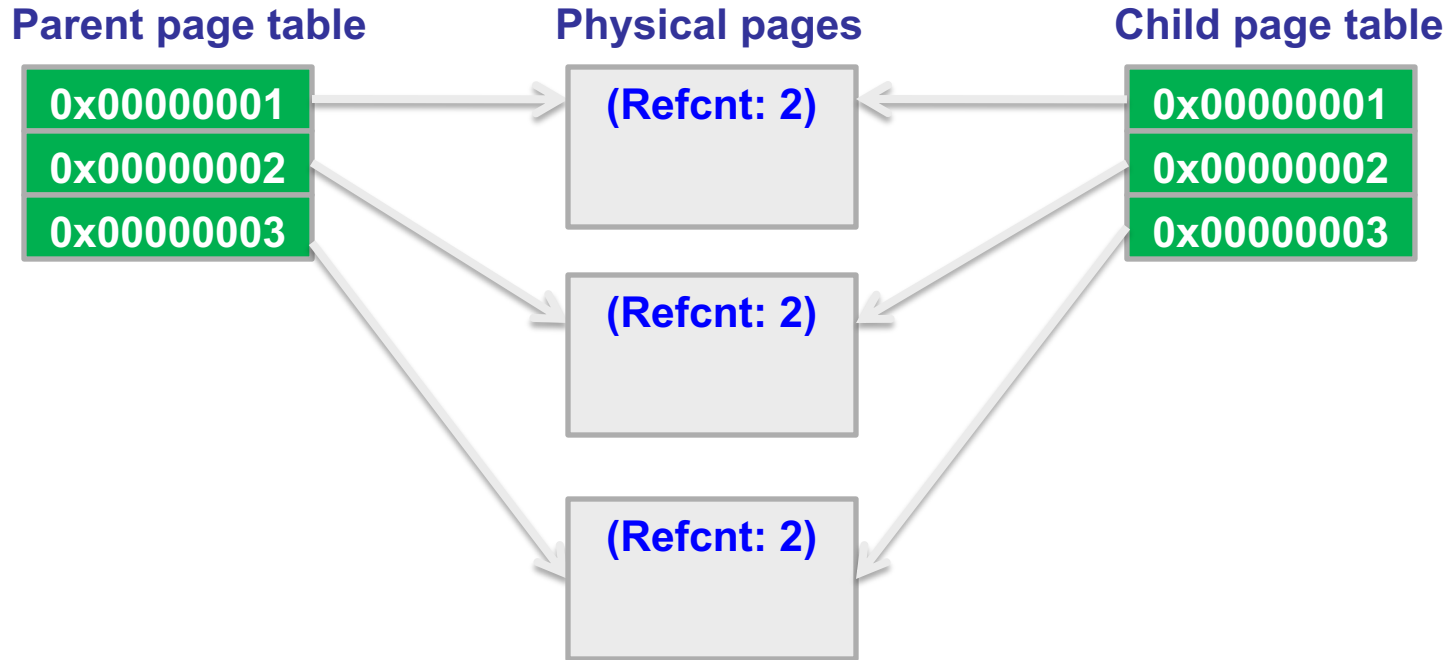 Parent page table
Physical pages
Child page table
0x00000001
(Refcnt: 2)
0x00000001
0x00000002
0x00000002
0x00000003
0x00000003
(Refcnt: 2)
(Refcnt: 2)